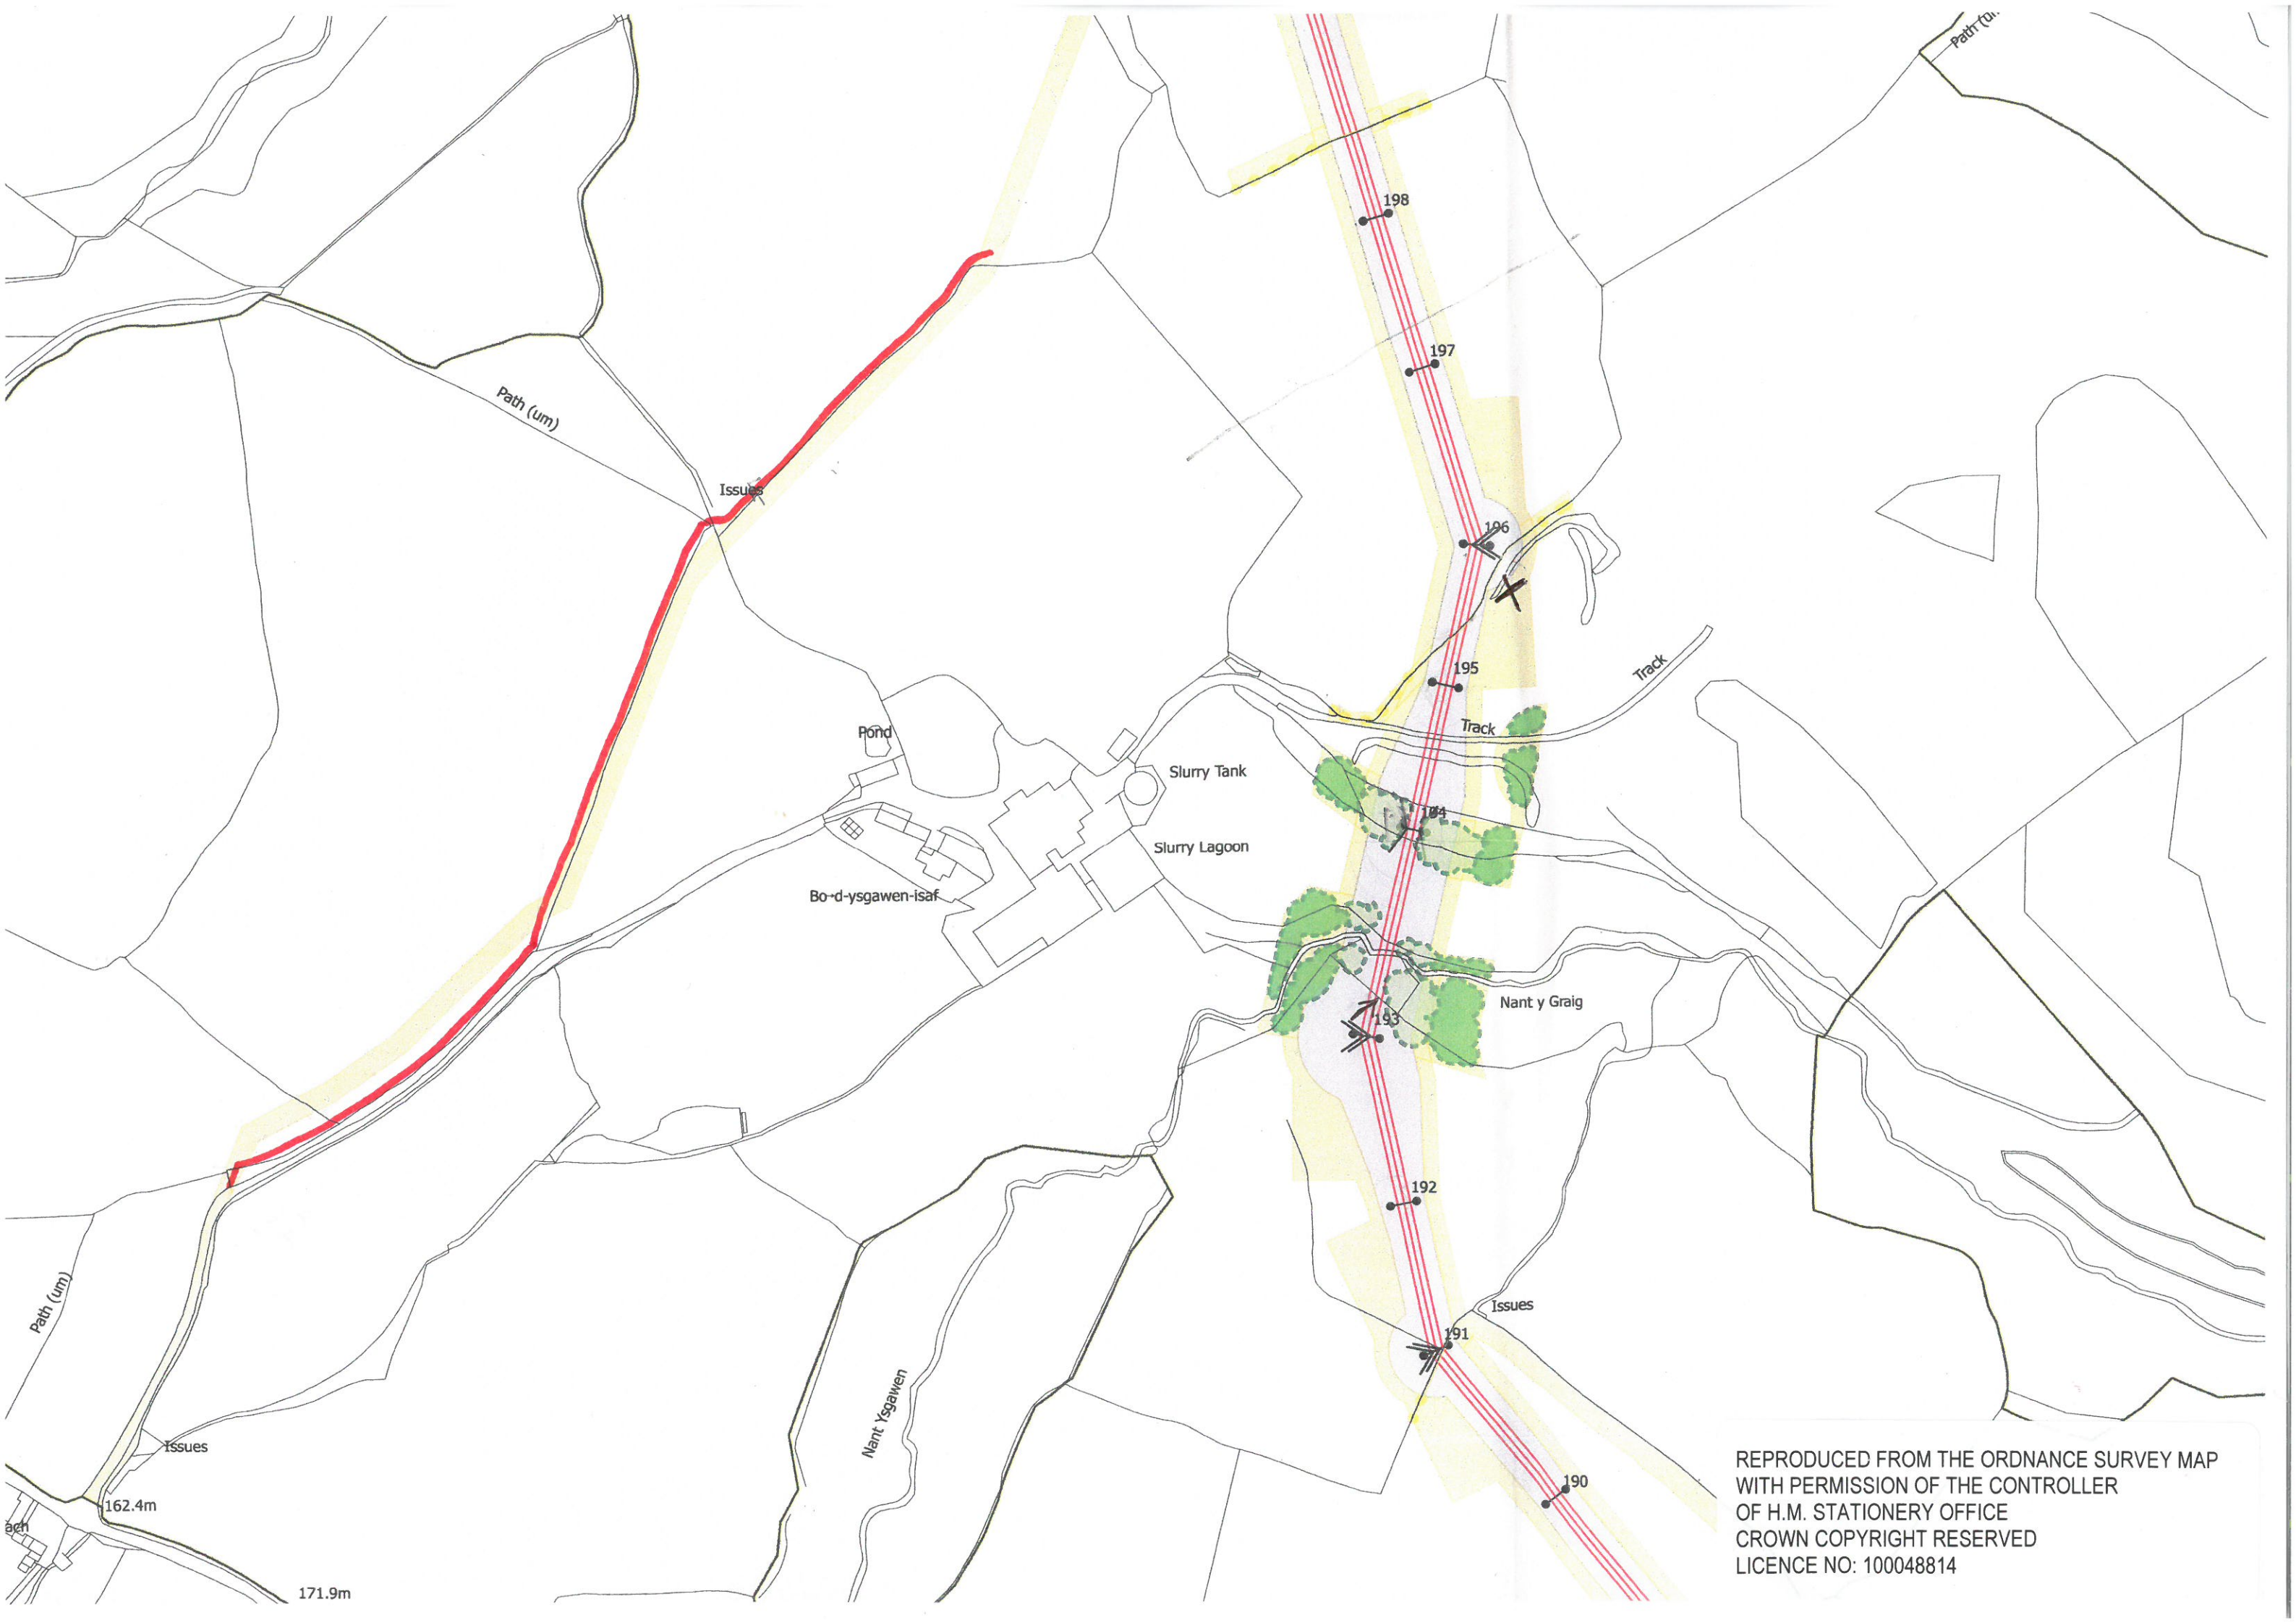 Path (um)
198
197
Path (um)
Issues
196
195
Track
Track
Pond
Slurry Tank
194
Slurry Lagoon
Bo-d-ysgawen-isaf
Nant y Graig
193
192
Path (um)
Issues
191
Nant Ysgawen
Issues
190
162.4m
ach
171.9m
REPRODUCED FROM THE ORDNANCE SURVEY MAP
WITH PERMISSION OF THE CONTROLLER
OF H.M. STATIONERY OFFICE
CROWN COPYRIGHT RESERVED
LICENCE NO: 100048814